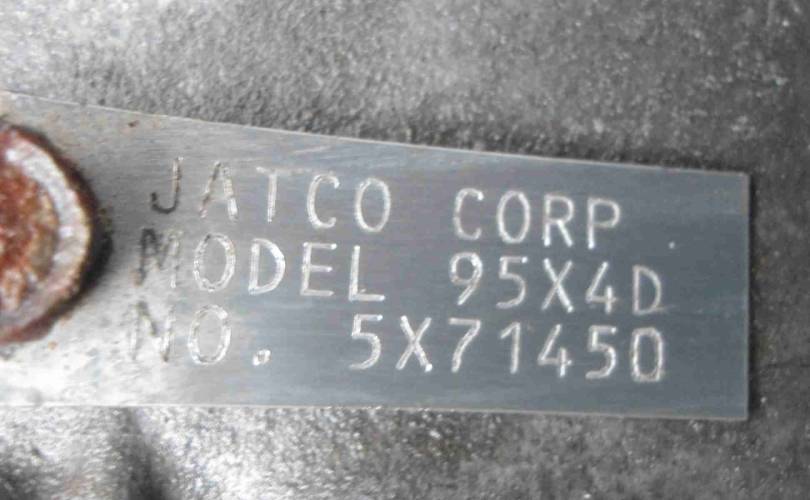 JATCO CORP
MODEL 95X4D
NO. 5X71450